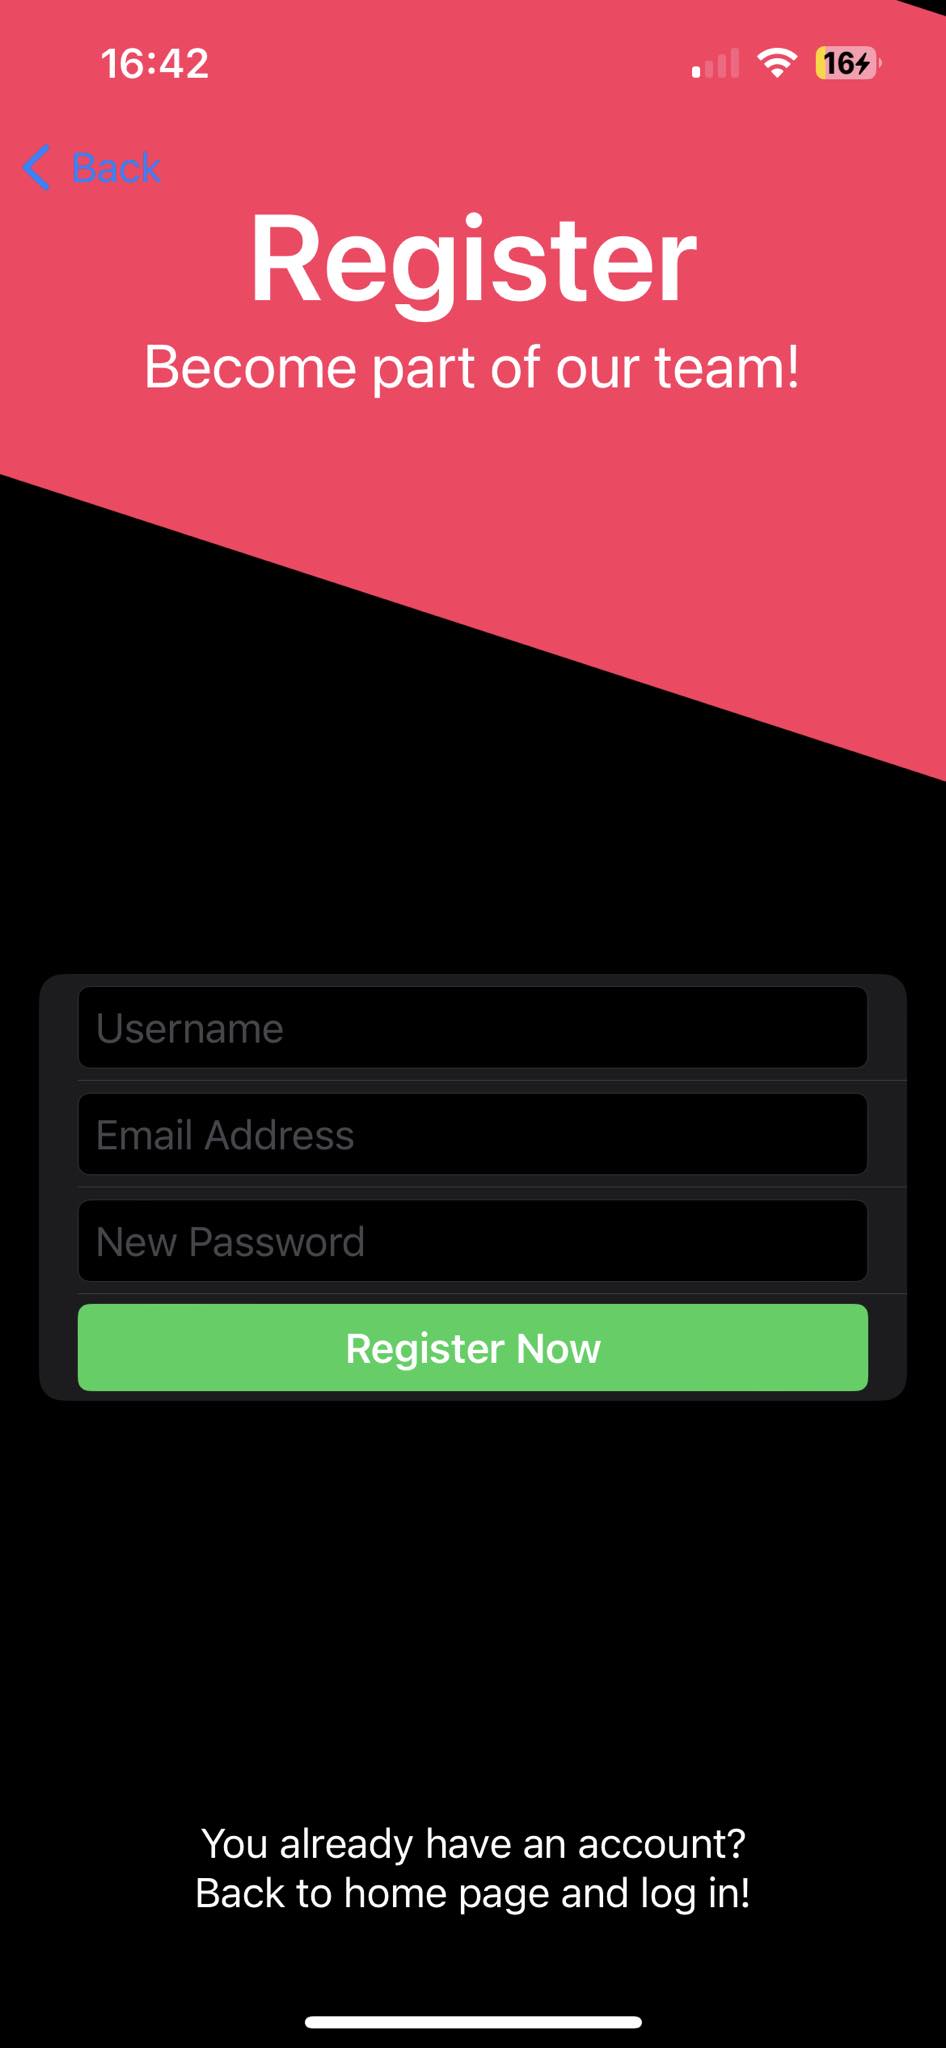 16:42
16
Back
Register
Become part of our team!
Username
Email Address
New Password
Register Now
You already have an account?
Back to home page and log in!